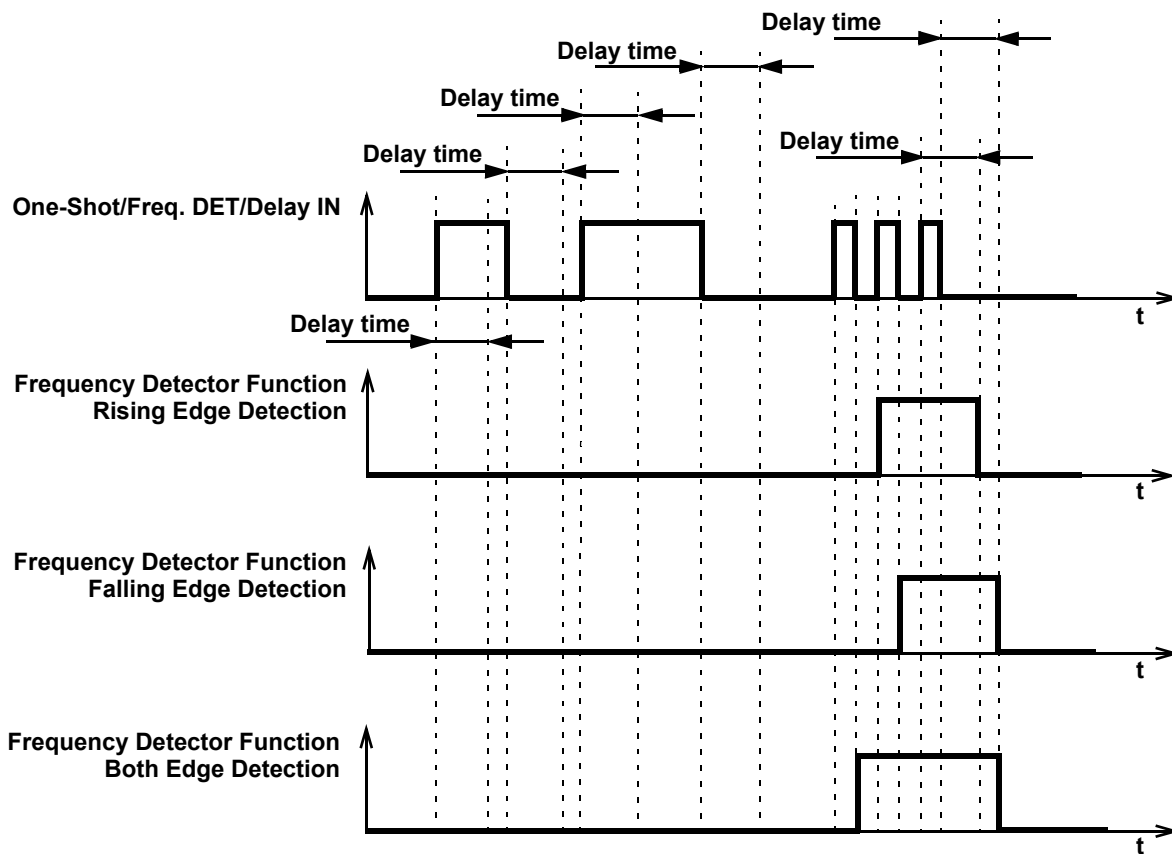 Delay time
Delay time
Delay time
Delay time
Delay time
One-Shot/Freq. DET/Delay IN
t
Delay time
Frequency Detector Function
Rising Edge Detection
t
Frequency Detector Function
Falling Edge Detection
t
Frequency Detector Function
Both Edge Detection
t